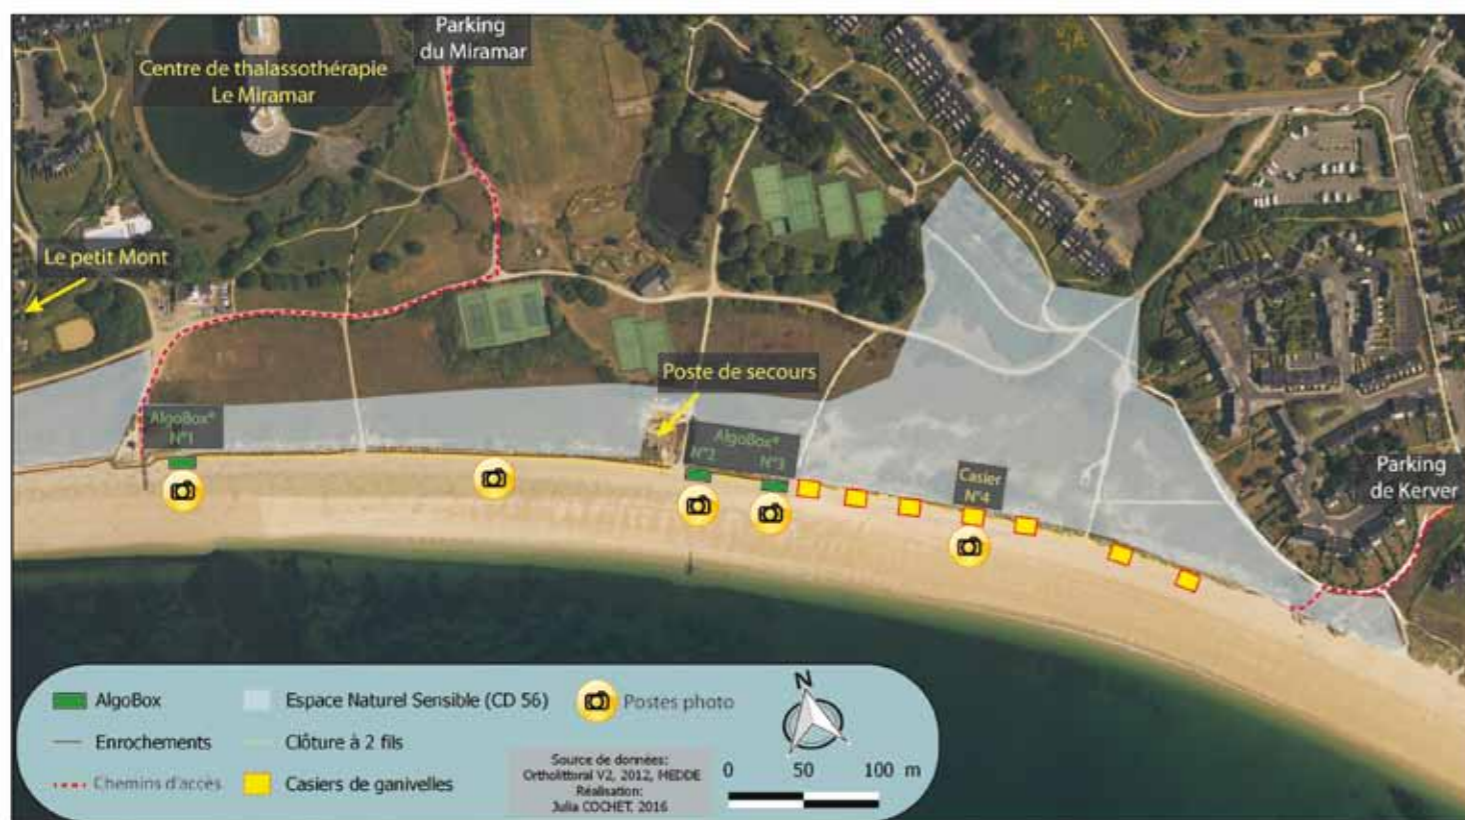 Parking
du Miramar
Centre de thalassothérapie
Le Miramar
Le petit Mont
Poste de secours
AlgoBox®
N°1
AlgoBox®
N°2
N°3
Casier
N°4
Parking
de Kerver
AlgoBox
Espace Naturel Sensible (CD 56)
Postes photo
N
Enrochements
Clôture à 2 fils
Chemins d'accès
Casiers de ganivelles
Source de données:
Ortholittoral V2, 2012, MEDDE
Réalisation:
Julia COCHET, 2016
0 50 100 m